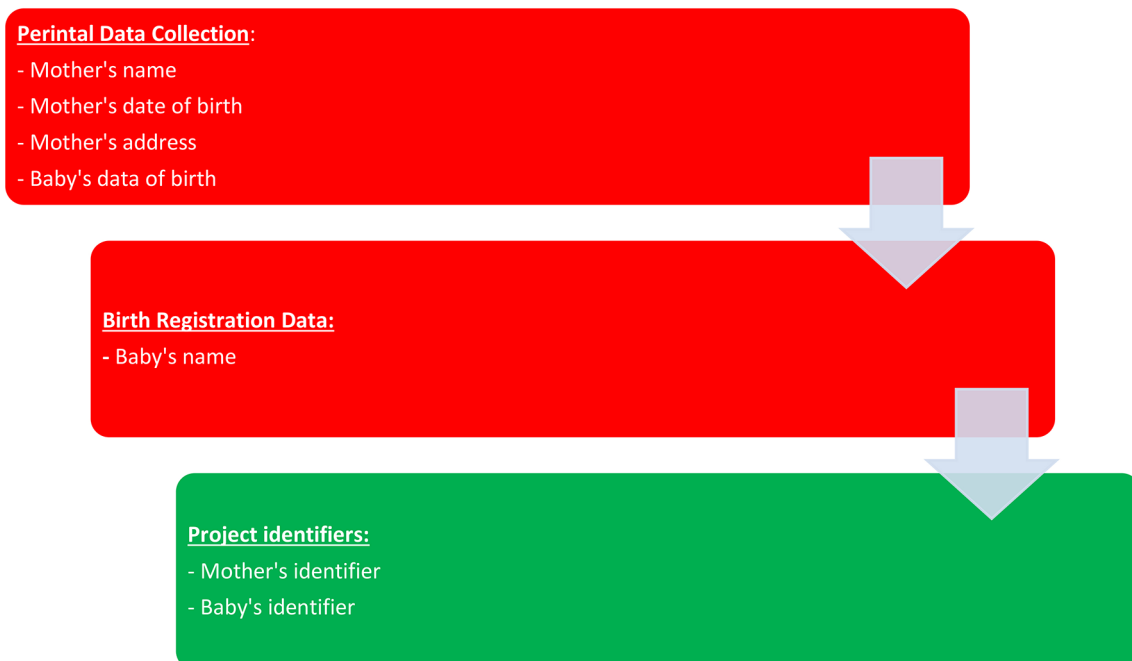 Perintal Data Collection:
- Mother's name
- Mother's date of birth
- Mother's address
- Baby's data of birth
Birth Registration Data:
- Baby's name
Project identifiers:
- Mother's identifier
- Baby's identifier